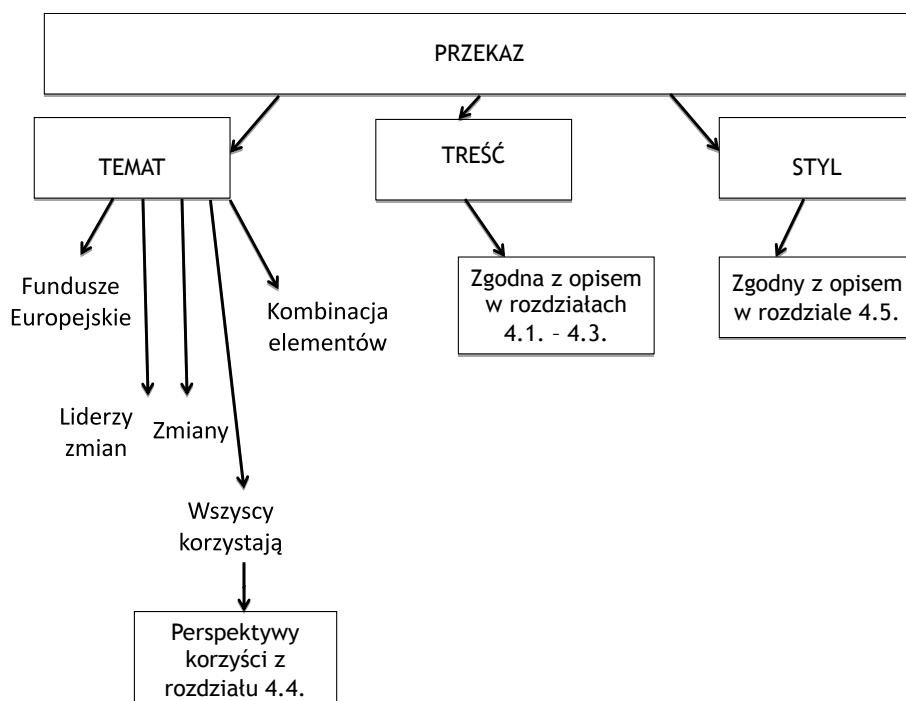 PRZEKAZ
TEMAT
TREŚĆ
STYL
Fundusze
Europejskie
Kombinacja
elementów
Zgodna z opisem
w rozdziałach
4.1. – 4.3.
Zgodny z opisem
w rozdziale 4.5.
Liderzy
zmian
Zmiany
Wszyscy
korzystają
Perspektywy
korzyści z
rozdziału 4.4.